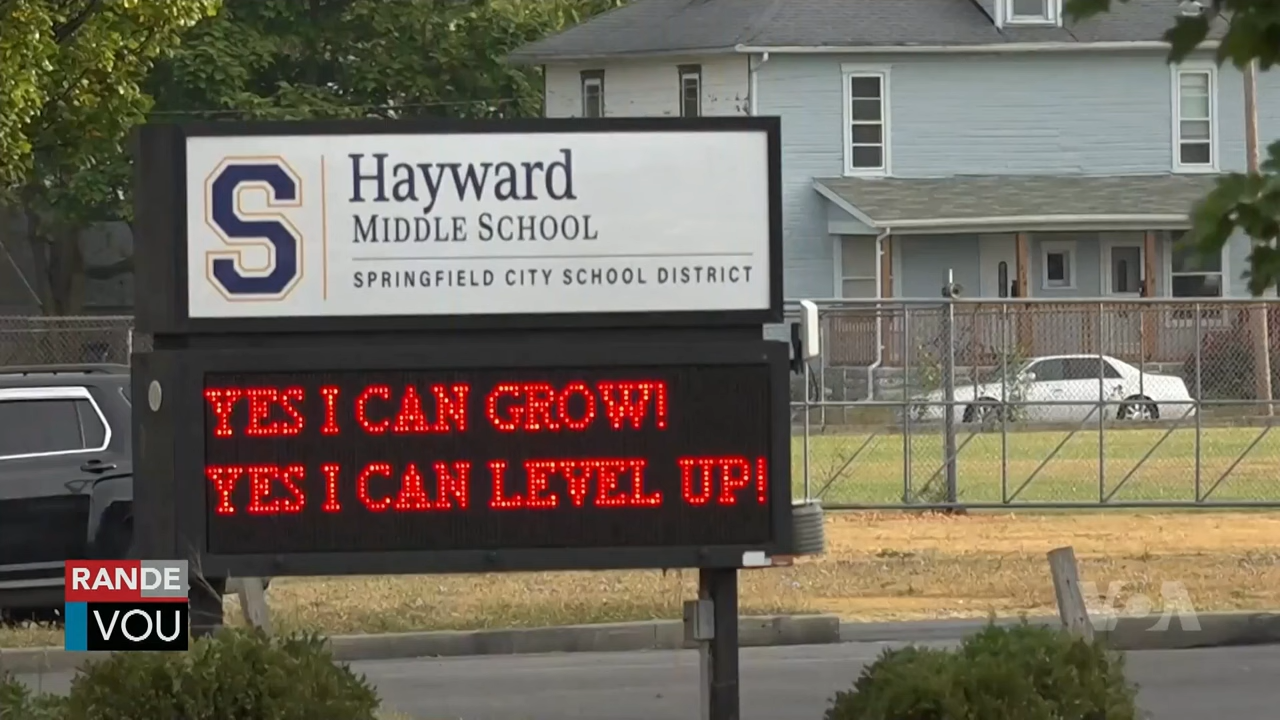 S
Hayward
MIDDLE SCHOOL
SPRINGFIELD CITY SCHOOL DISTRICT
YES I CAN GROW!
YES I CAN LEVEL UP!
RANDE
VOU
VOA